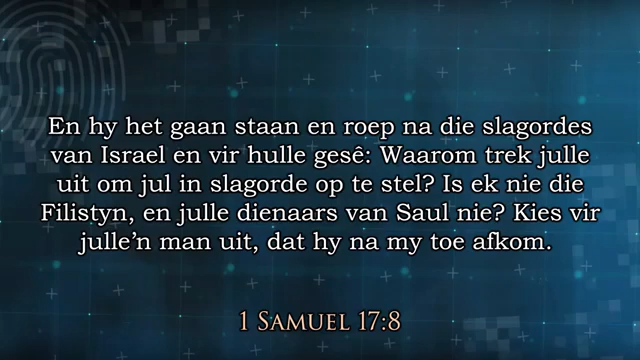 En hy het gaan staan en roep na die slagordes
van Israel en vir hulle gesê: Waarom trek julle
uit om jul in slagorde op te stel? Is ek nie die
Filistyn, en julle dienaars van Saul nie? Kies vir
julle’n man uit, dat hy na my toe afkom.
1 Samuel 17:8